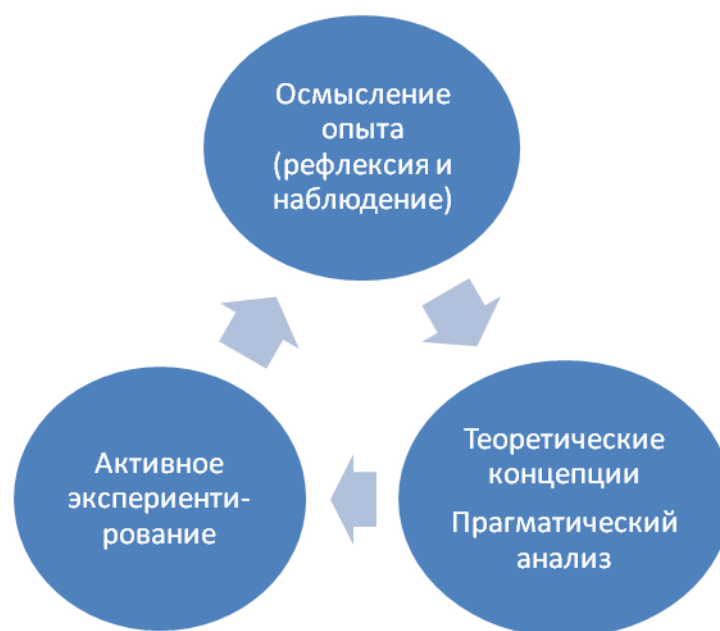 Осмысление
опыта
(рефлексия и
наблюдение)
Теоретические
концепции
Прагматический
анализ
Активное
экспериенти-
рование